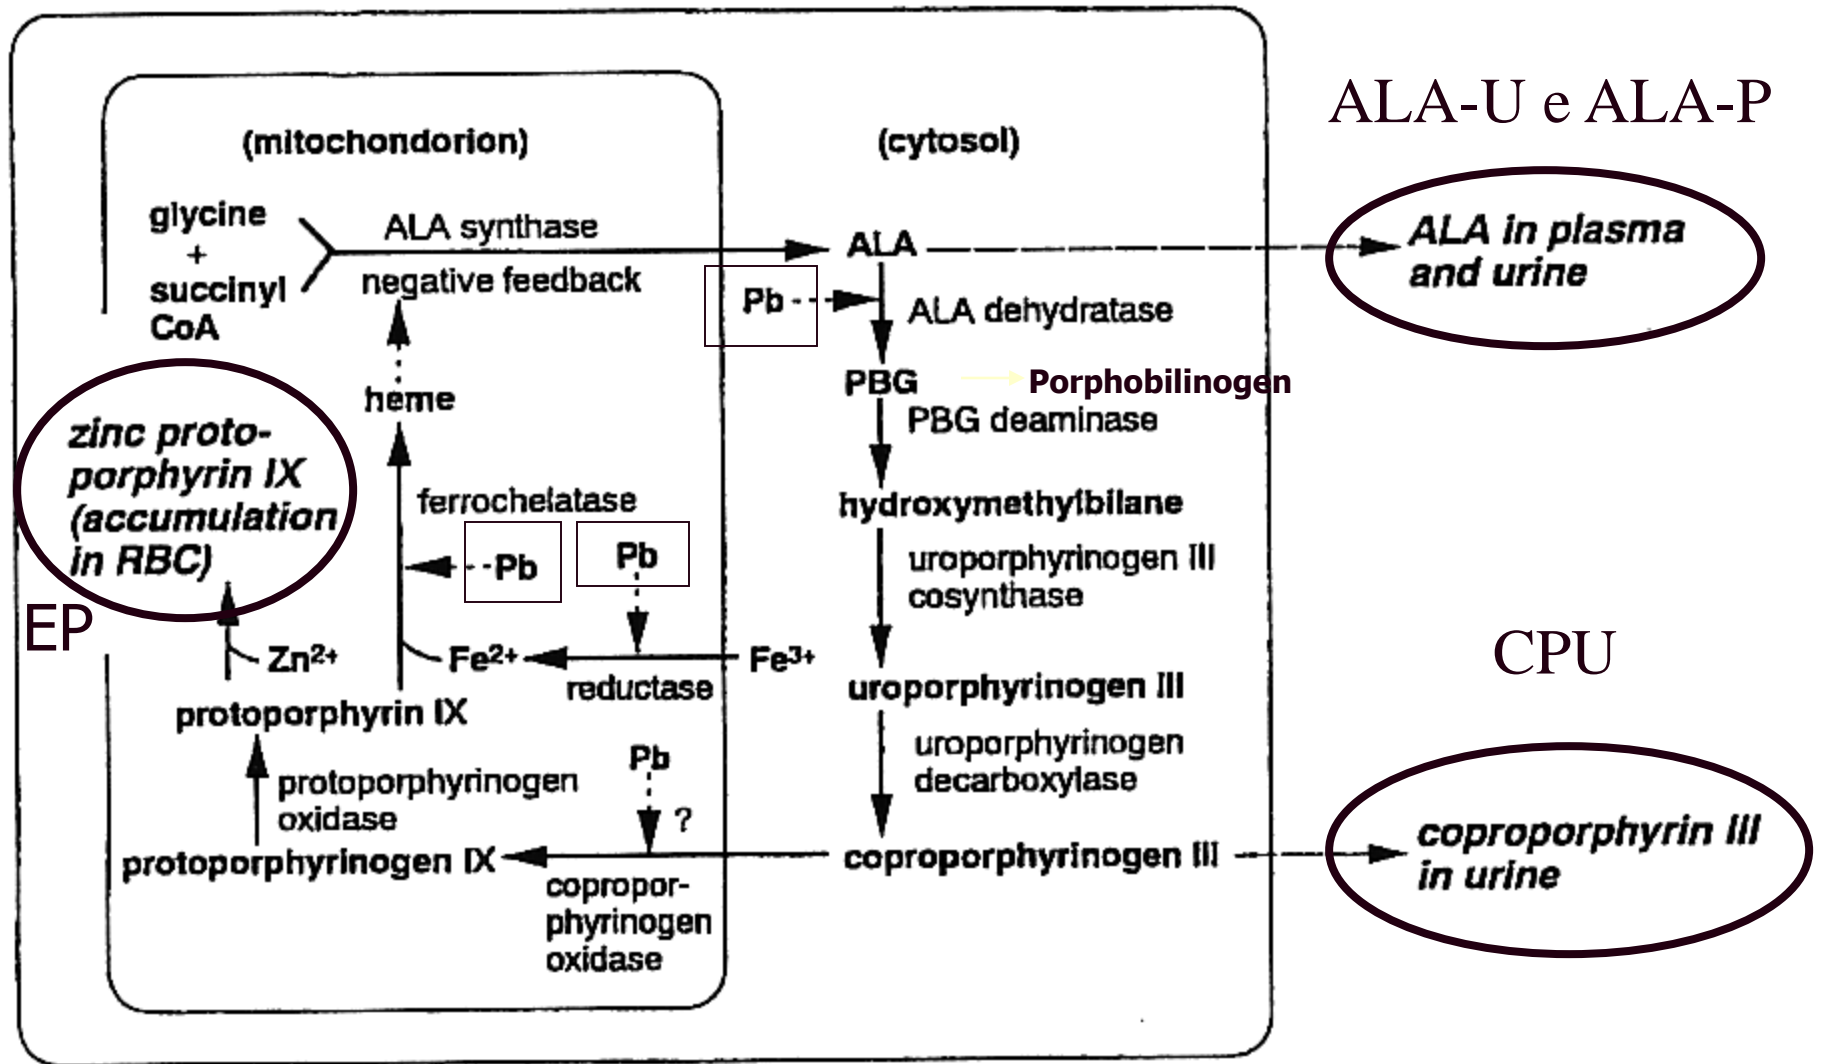 ALA-U e ALA-P
(mitochondorion)
(cytosol)
glycine
+
succinyl
CoA
ALA synthase
negative feedback
ALA
ALA in plasma
and urine
Pb
ALA dehydratase
PBG
Porphobilinogen
PBG deaminase
heme
zinc proto-
porphyrin IX
(accumulation
in RBC)
EP
ferrochelatase
Pb
Pb
hydroxymethylbilane
uroporphyrinogen III
cosynthase
Zn2+
Fe2+
Fe3+
reductase
protoporphyrin IX
uroporphyrinogen III
CPU
Pb
?
protoporphyrinogen
oxidase
uroporphyrinogen
decarboxylase
protoporphyrinogen IX
copropor-
phyrinogen
oxidase
coproporphyrinogen III
coproporphyrin III
in urine